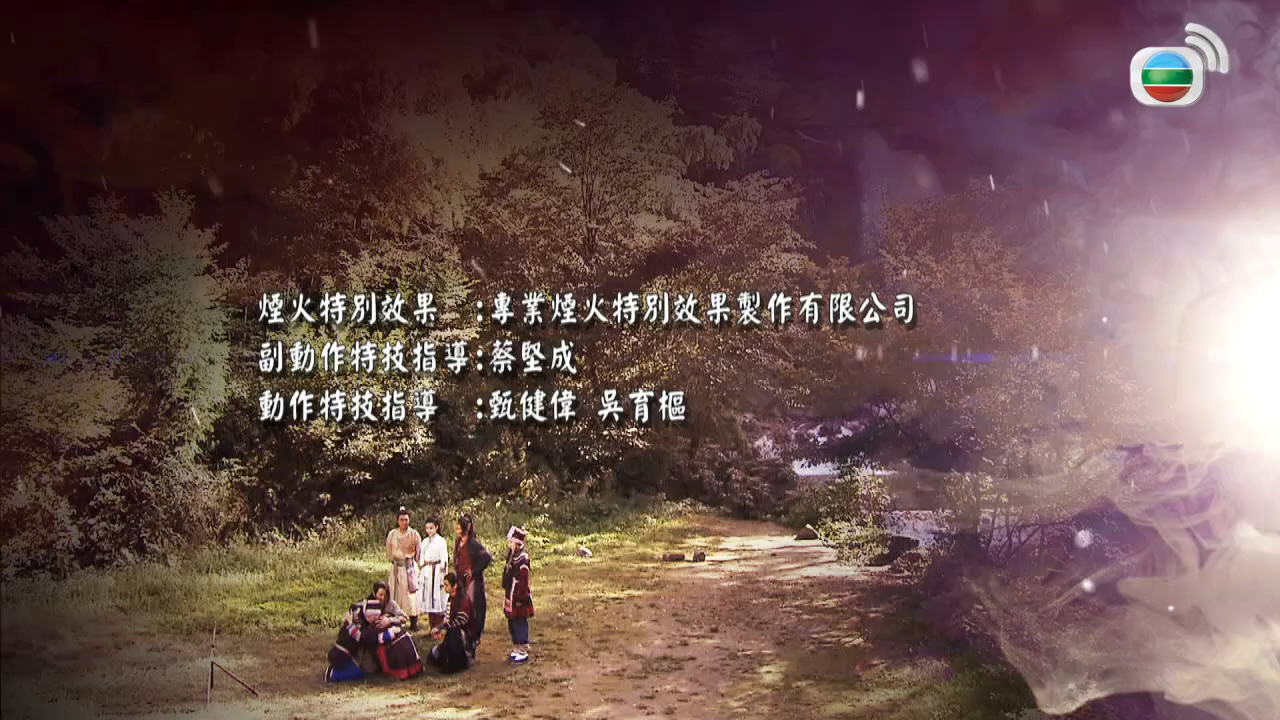 煙火特別效果　:專業煙火特別效果製作有限公司
副動作特技指導:蔡堅成
動作特技指導　:甄健偉 吳育樞